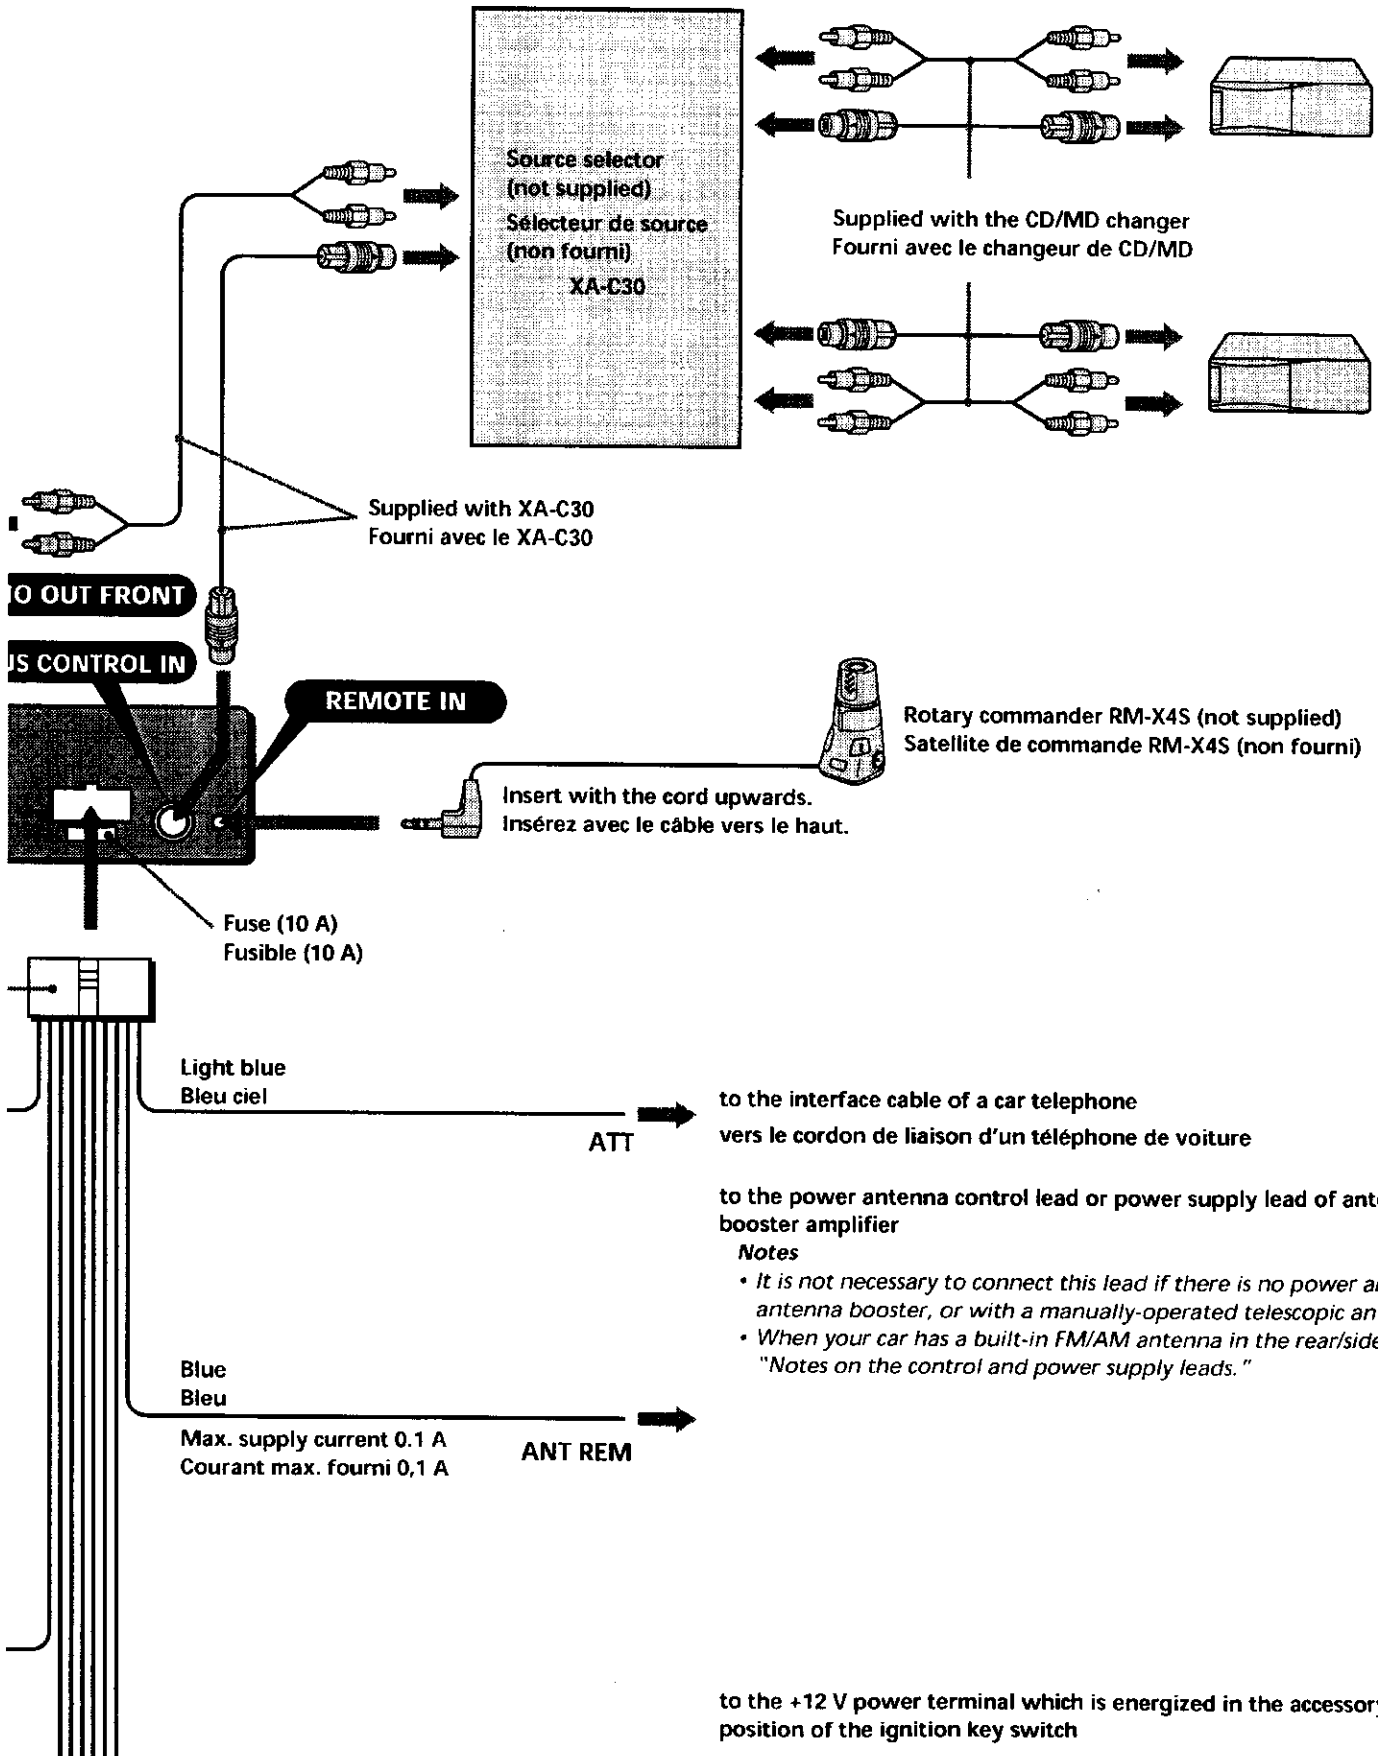 Source selector
(not supplied)
Sélecteur de source
(non fourni)
XA-C30
Supplied with the CD/MD changer
Fourni avec le changeur de CD/MD
Supplied with XA-C30
Fourni avec le XA-C30
OUT FRONT
CONTROL IN
REMOTE IN
Rotary commander RM-X4S (not supplied)
Satellite de commande RM-X4S (non fourni)
Insert with the cord upwards.
Insérez avec le câble vers le haut.
Fuse (10 A)
Fusible (10 A)
Light blue
Bleu ciel
ATT
to the interface cable of a car telephone
vers le cordon de liaison d'un téléphone de voiture
to the power antenna control lead or power supply lead of
booster amplifier
Notes
• It is not necessary to connect this lead if there is no power
antenna booster, or with a manually-operated telescopic
• When your car has a built-in FM/AM antenna in the rear/side
"Notes on the control and power supply leads."
Blue
Bleu
Max. supply current 0.1 A
Courant max. fourni 0,1 A
ANT REM
to the +12 V power terminal which is energized in the accessory
position of the ignition key switch